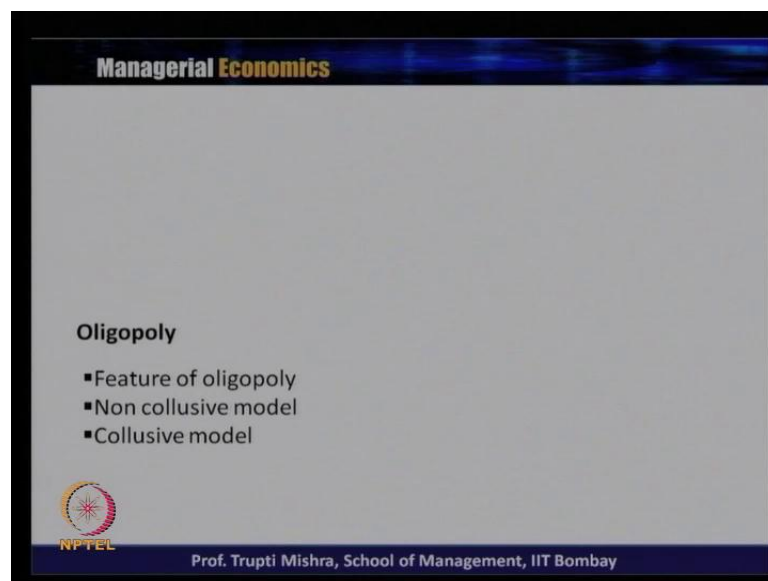 Managerial Economics
Oligopoly
▪Feature of oligopoly
▪Non collusive model
▪Collusive model
NPTEL
Prof. Trupti Mishra, School of Management, IIT Bombay